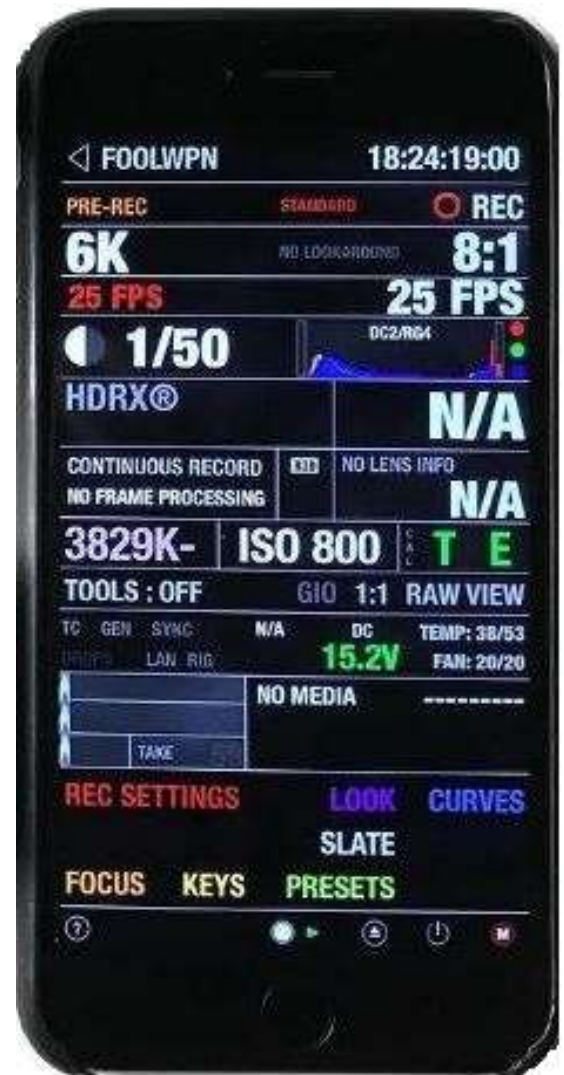 FOOLWPN 18:24:19:00
PRE-REC STANDARD REC
6K NO LOOKAROUND 8:1
25 FPS 25 FPS
1/50 DC2/RG4
HDRX® N/A
CONTINUOUS RECORD NO LENS INFO
NO FRAME PROCESSING N/A
3829K- ISO 800 CAL T E
TOOLS : OFF GIO 1:1 RAW VIEW
TC GEN SYNC N/A DC TEMP: 38/53
LAN RIG 15.2V FAN: 20/20
NO MEDIA ---------
TAKE
REC SETTINGS LOOK CURVES
SLATE
FOCUS KEYS PRESETS
? M